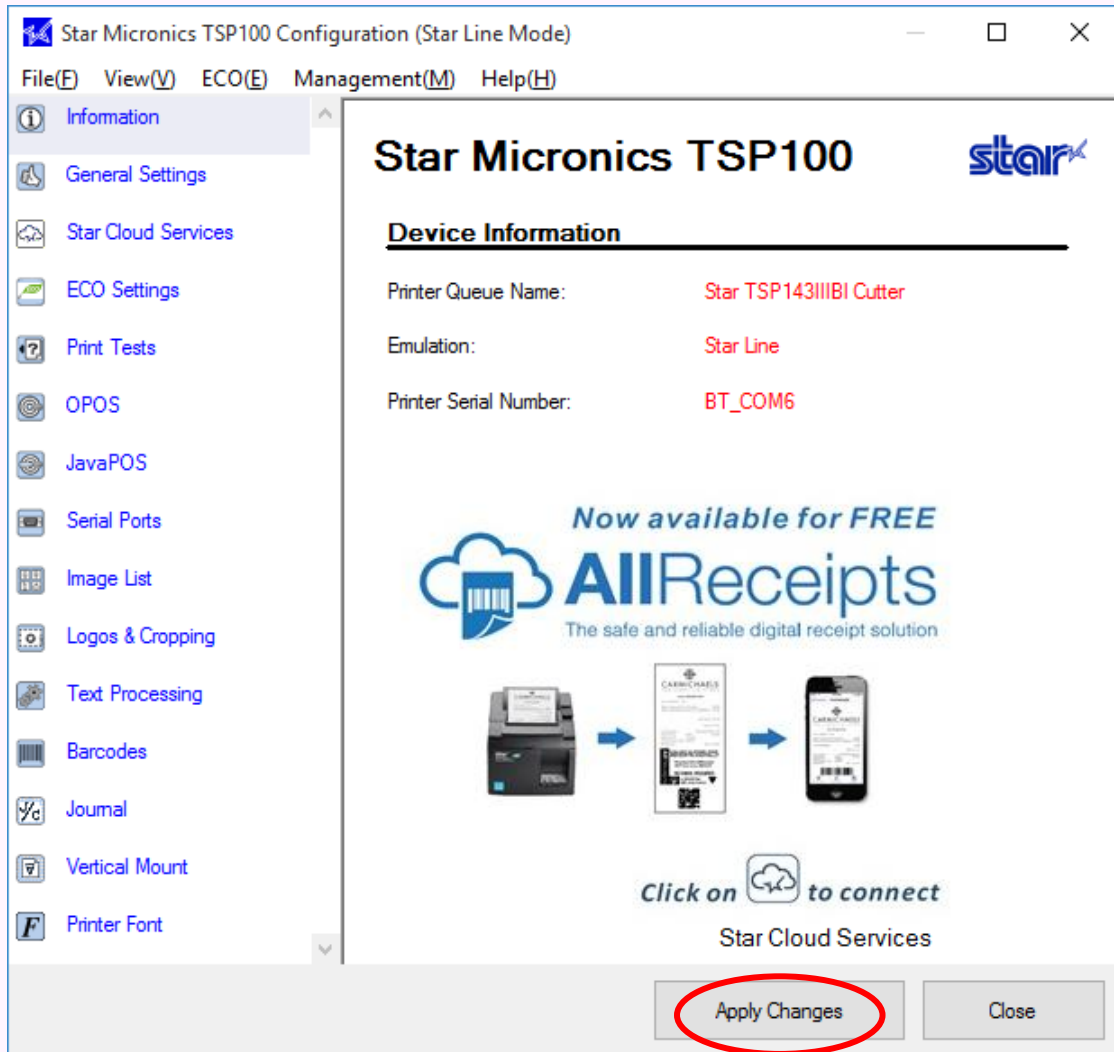 Star Micronics TSP100 Configuration (Star Line Mode)
File(F) View(V) ECO(E) Management(M) Help(H)
Information
General Settings
Star Cloud Services
ECO Settings
Print Tests
OPOS
JavaPOS
Serial Ports
Image List
Logos & Cropping
Text Processing
Barcodes
Journal
Vertical Mount
Printer Font
Star Micronics TSP100
star
Device Information
Printer Queue Name: Star TSP143IIIBI Cutter
Emulation: Star Line
Printer Serial Number: BT_COM6
Now available for FREE
AllReceipts
The safe and reliable digital receipt solution
CARMICHAELS
CARMICHAELS
CARMICHAELS
Click on to connect
Star Cloud Services
Apply Changes
Close